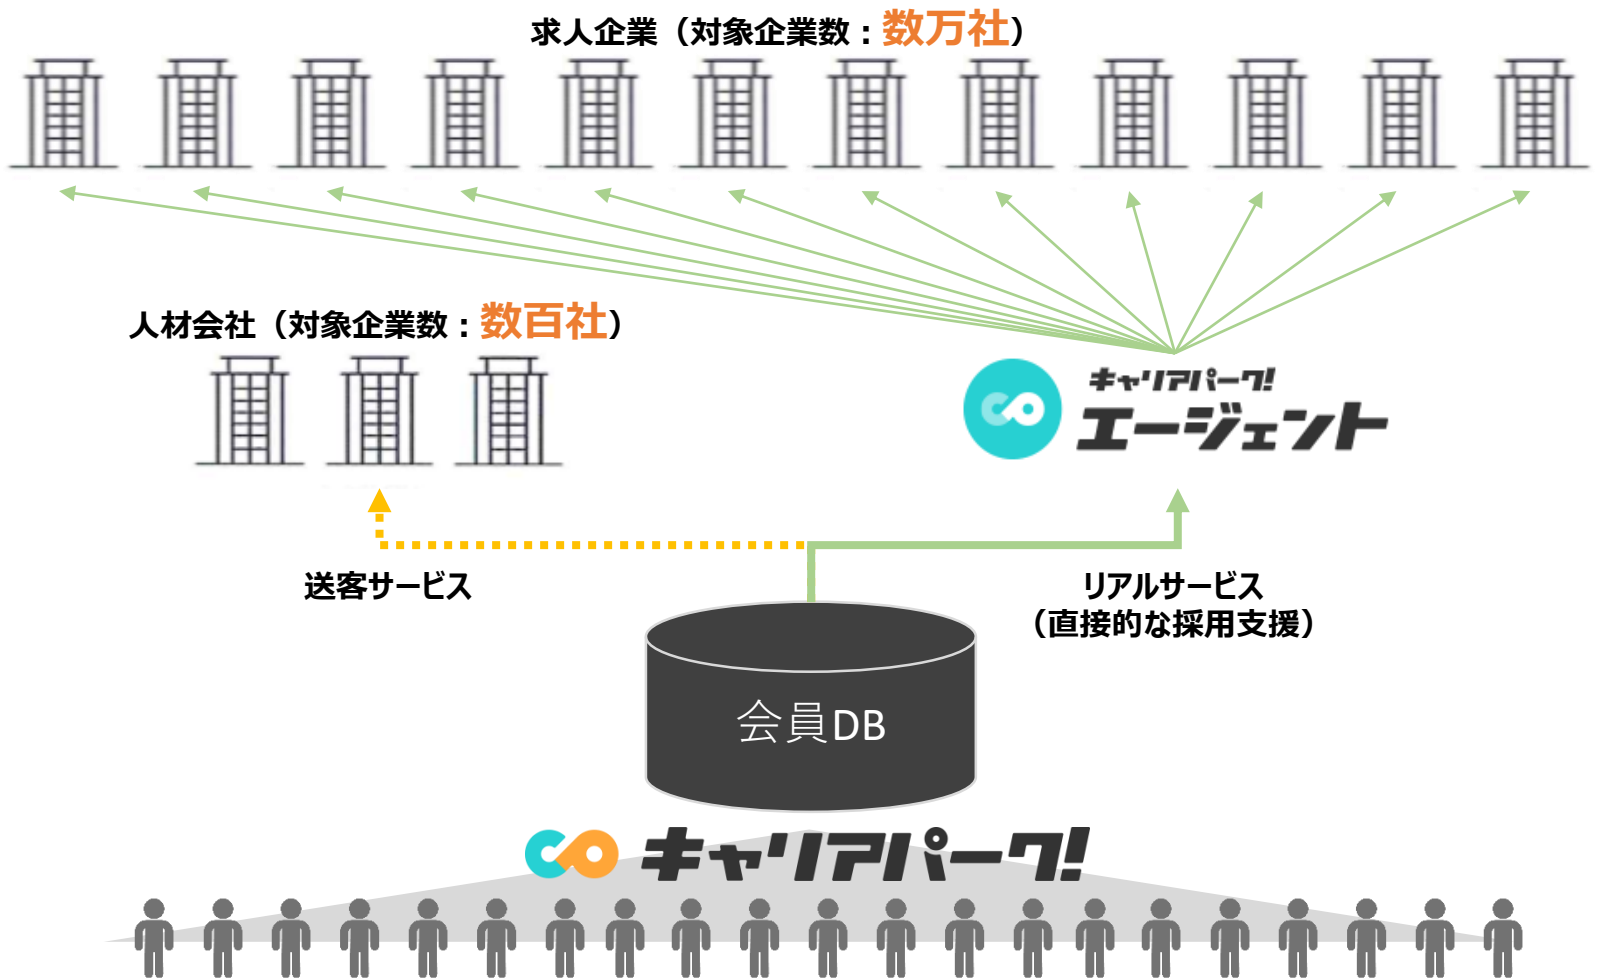 求人企業（対象企業数：数万社）
人材会社（対象企業数：数百社）
キャリアパーク!
エージェント
送客サービス
リアルサービス
（直接的な採用支援）
会員DB
キャリアパーク!